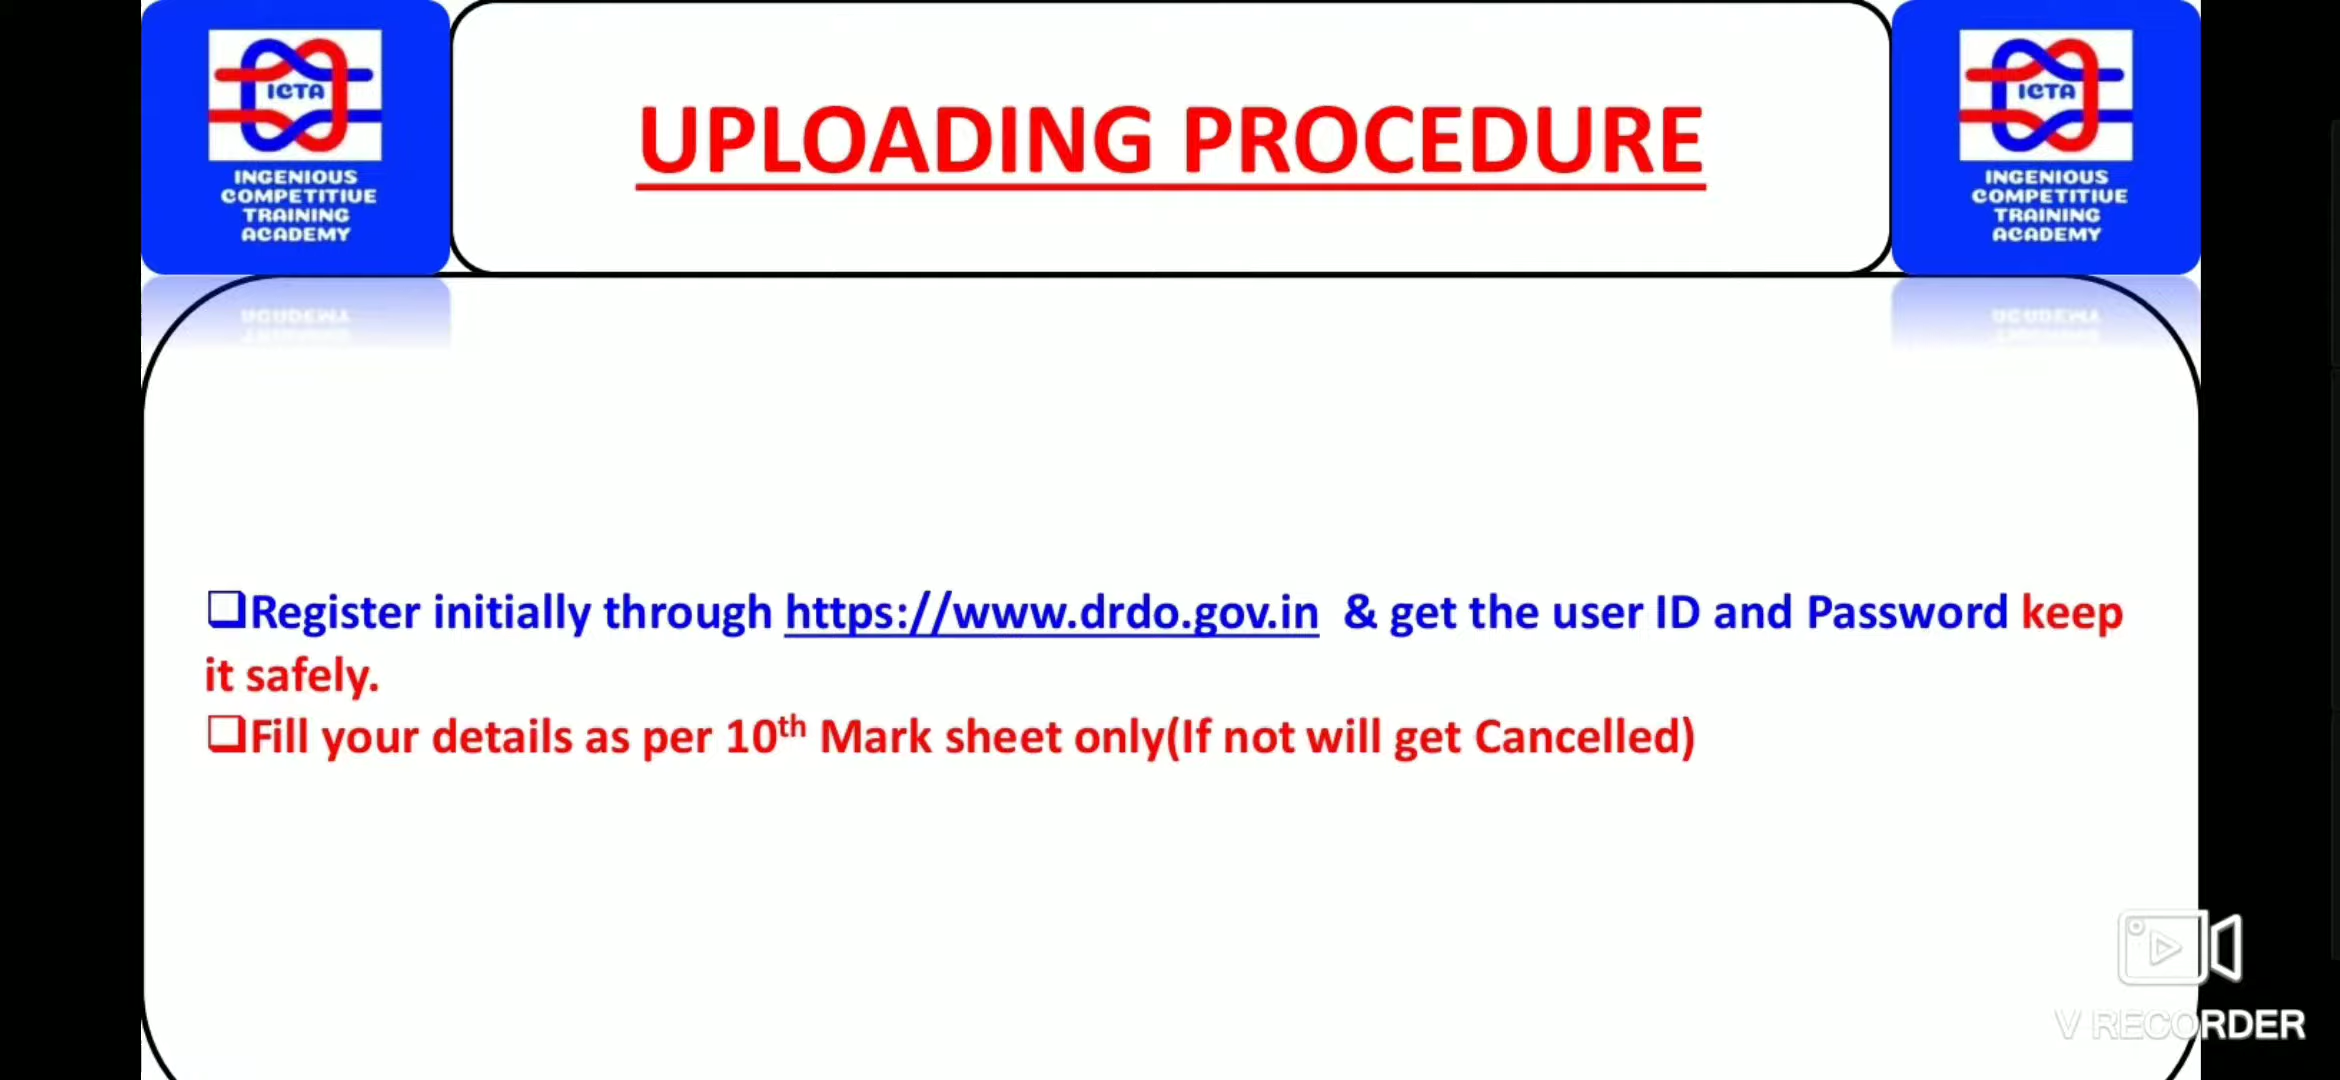 ICTA
INGENIOUS
COMPETITIVE
TRAINING
ACADEMY
UPLOADING PROCEDURE
ICTA
INGENIOUS
COMPETITIVE
TRAINING
ACADEMY
❑Register initially through https://www.drdo.gov.in & get the user ID and Password keep
it safely.
❑Fill your details as per 10th Mark sheet only(If not will get Cancelled)
V RECORDER